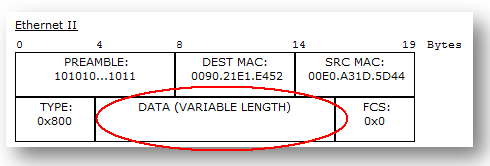 Ethernet II
0 4 8 14 19 Bytes
PREAMBLE: DEST MAC: SRC MAC:
101010...1011 0090.21E1.E452 00E0.A31D.5D44
TYPE: DATA (VARIABLE LENGTH) FCS:
0x800 0x0